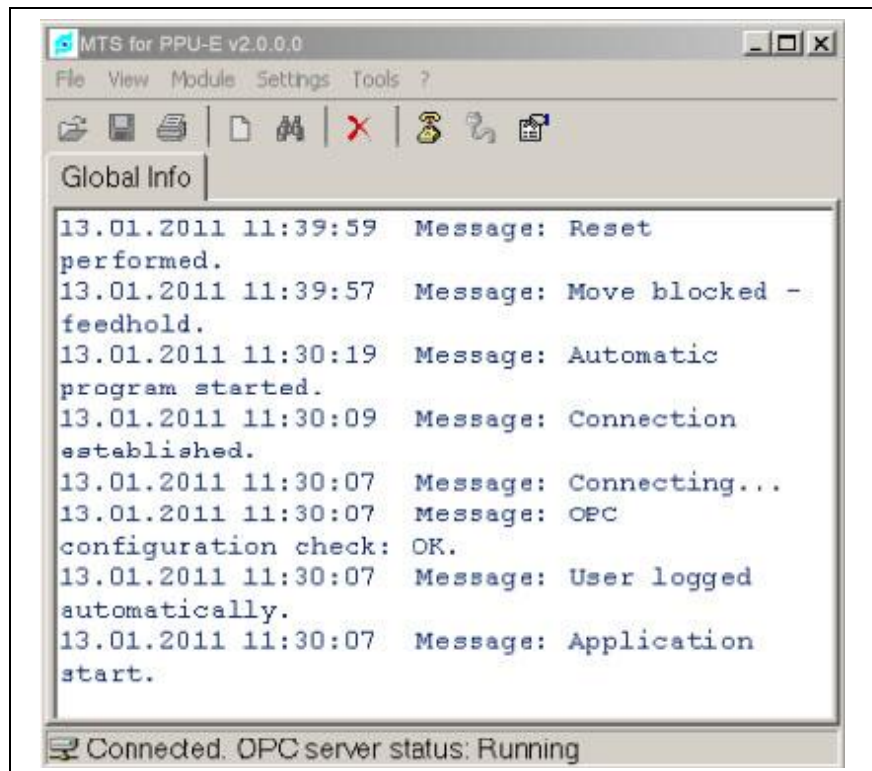 MTS for PPU-E v2.0.0.0
File View Module Settings Tools ?
Global Info
13.01.2011 11:39:59 Message: Reset
performed.
13.01.2011 11:39:57 Message: Move blocked -
feedhold.
13.01.2011 11:30:19 Message: Automatic
program started.
13.01.2011 11:30:09 Message: Connection
established.
13.01.2011 11:30:07 Message: Connecting...
13.01.2011 11:30:07 Message: OPC
configuration check: OK.
13.01.2011 11:30:07 Message: User logged
automatically.
13.01.2011 11:30:07 Message: Application
start.
Connected. OPC server status: Running